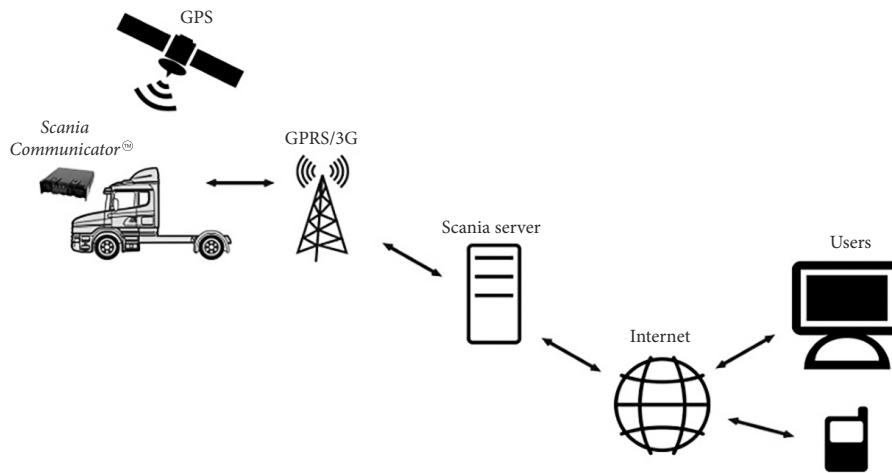 GPS
Scania
Communicator™
GPRS/3G
Scania server
Users
Internet